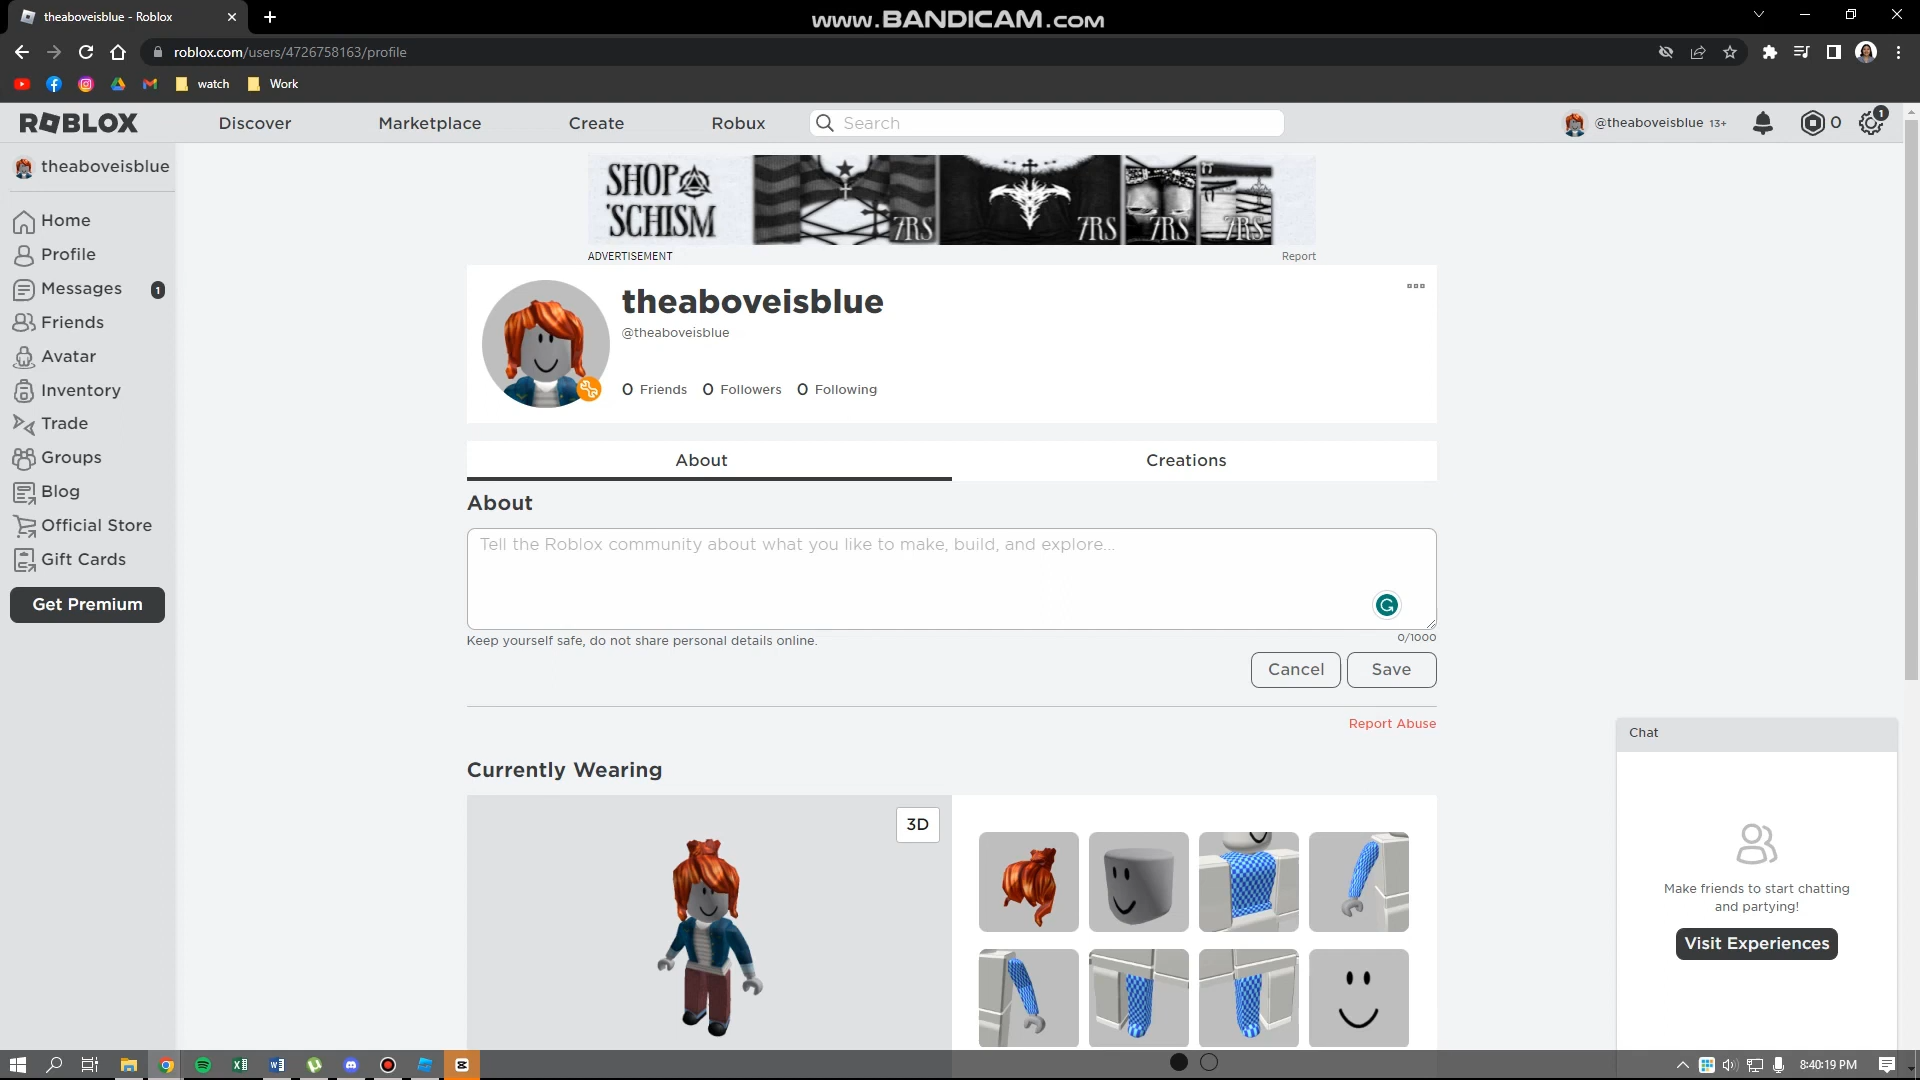 theaboveisblue - Roblox
www.BANDICAM.com
roblox.com/users/4726758163/profile
watch
Work
ROBLOX
Discover
Marketplace
Create
Robux
Search
@theaboveisblue 13+
0
1
theaboveisblue
Home
Profile
Messages 1
Friends
Avatar
Inventory
Trade
Groups
Blog
Official Store
Gift Cards
Get Premium
SHOP
'SCHISM
7RS
7RS
7RS
7RS
ADVERTISEMENT
Report
theaboveisblue
@theaboveisblue
0 Friends 0 Followers 0 Following
About
Creations
About
Tell the Roblox community about what you like to make, build, and explore...
Keep yourself safe, do not share personal details online.
0/1000
Cancel
Save
Report Abuse
Currently Wearing
3D
Chat
Make friends to start chatting
and partying!
Visit Experiences
8:40:19 PM